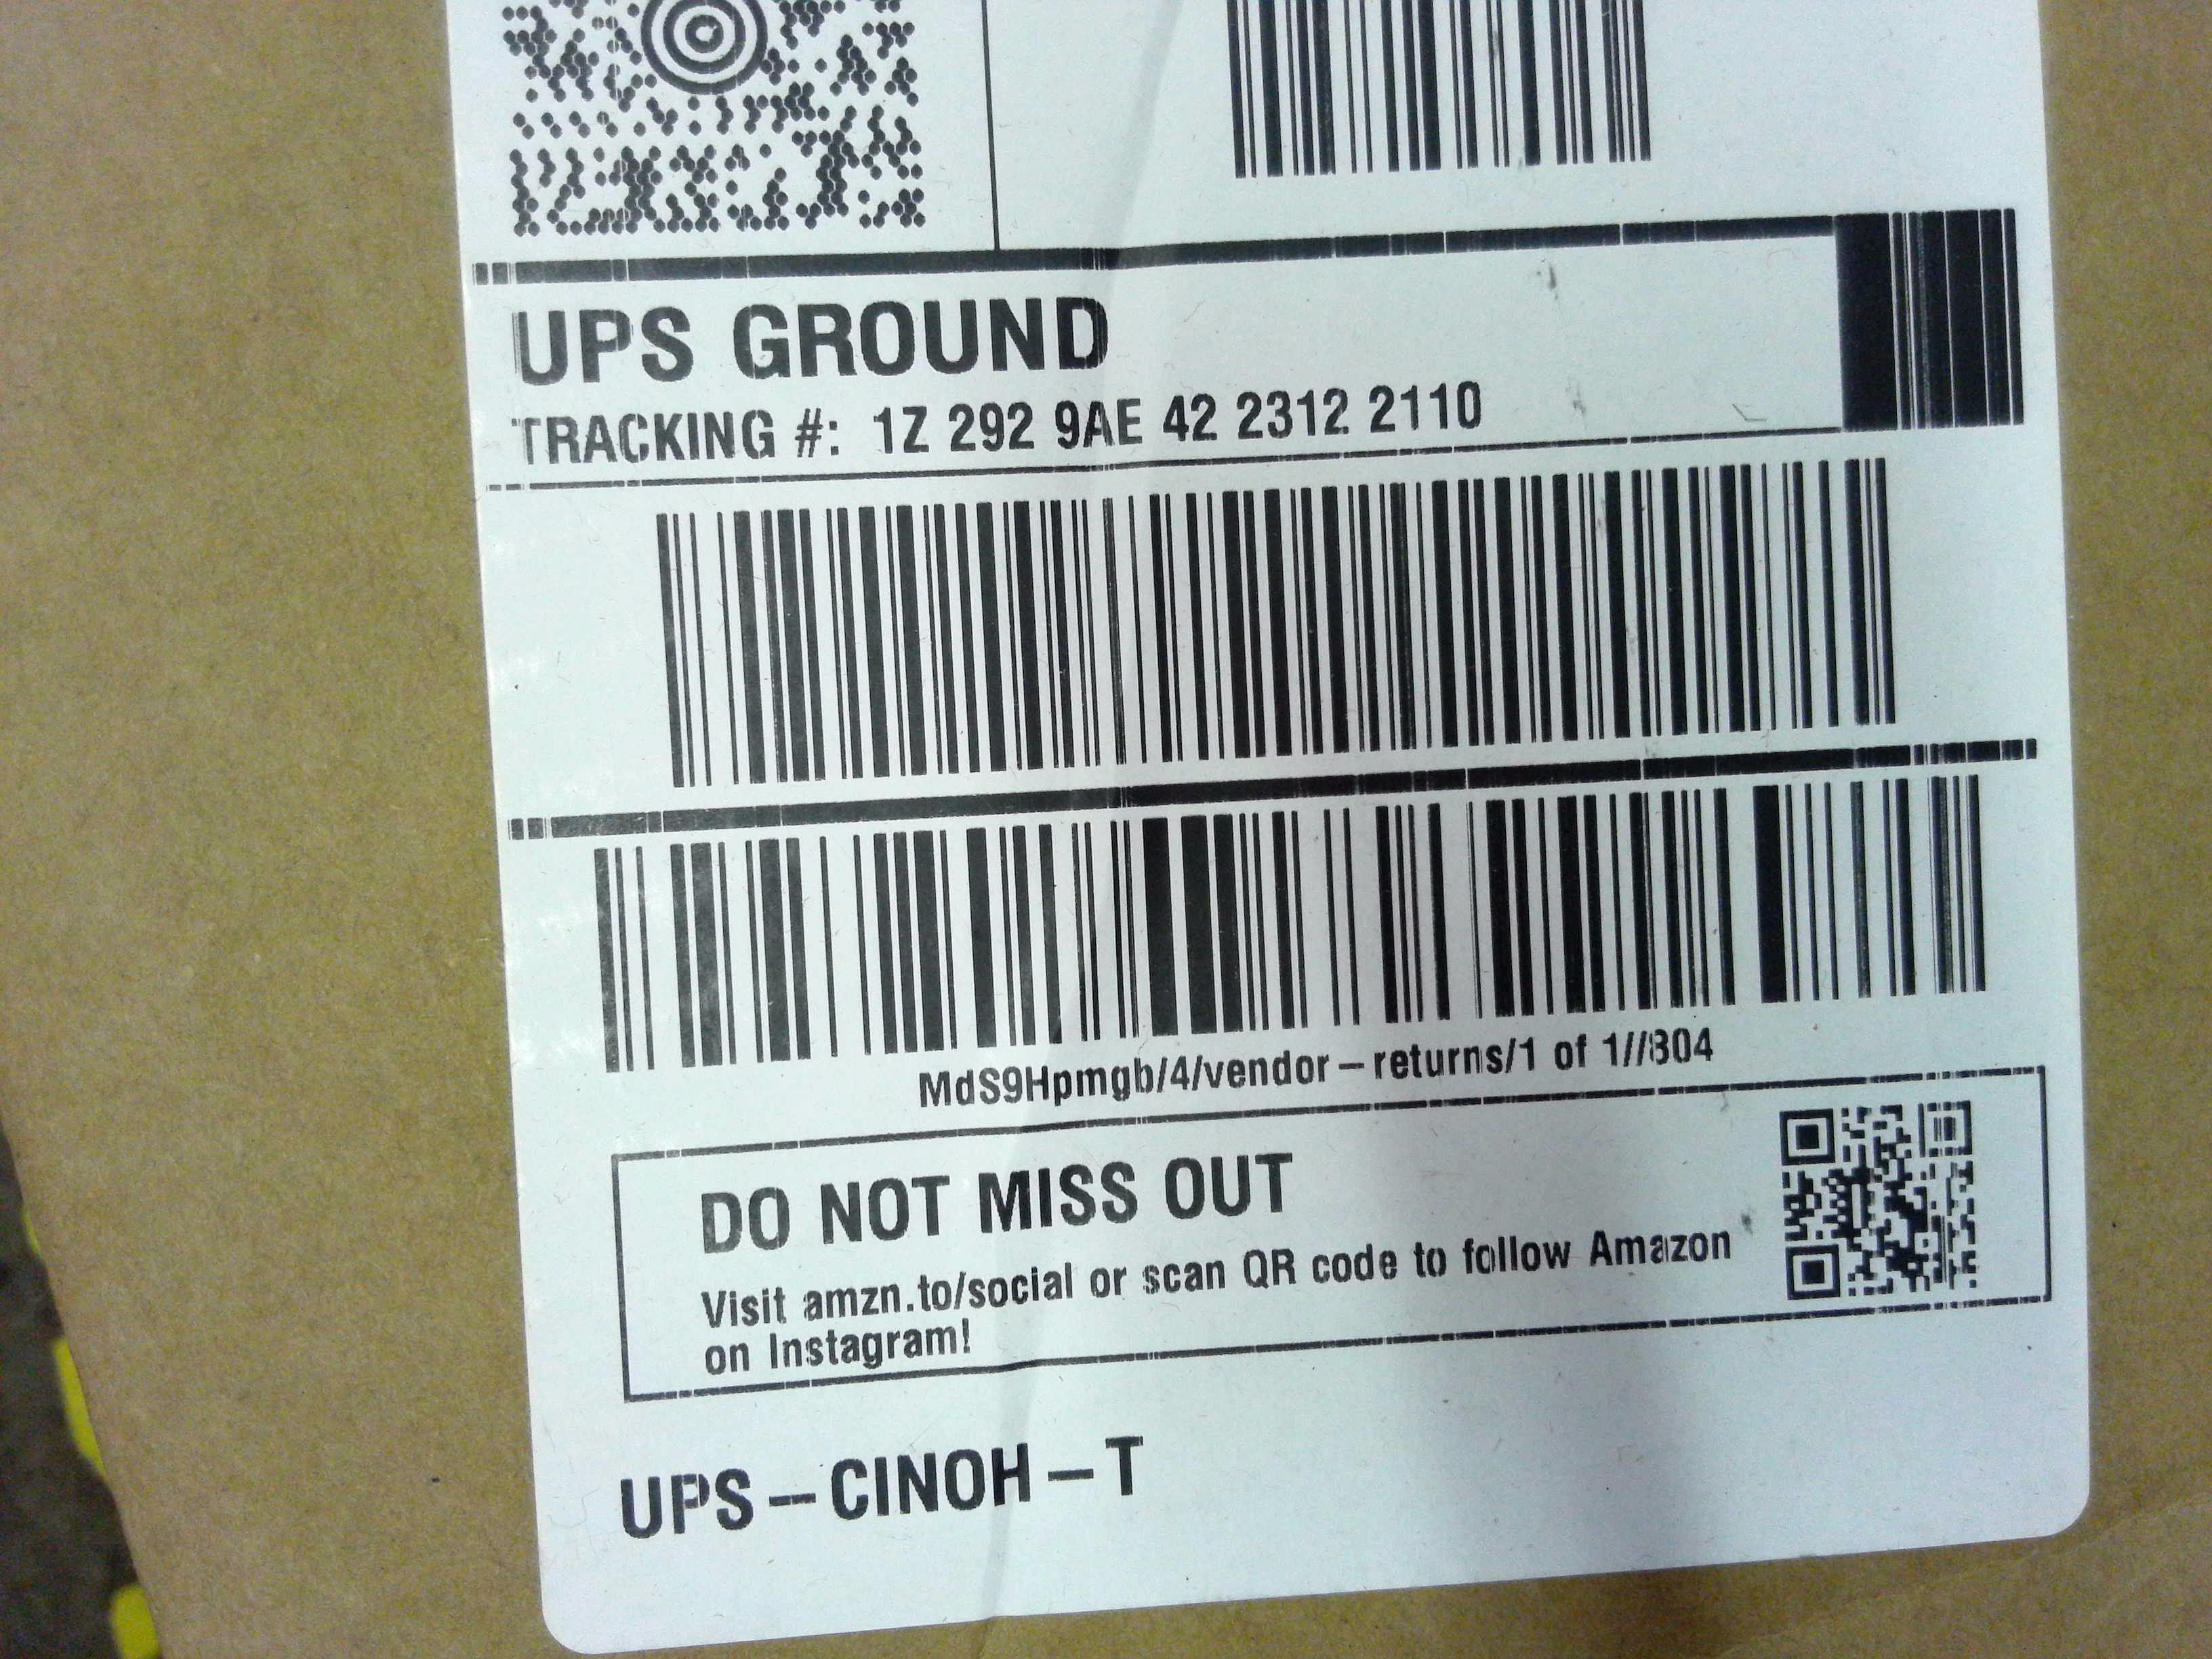 UPS GROUND
TRACKING #: 1Z 292 9AE 42 2312 2110
MdS9Hpmgb/4/vendor-returns/1 of 1//804
DO NOT MISS OUT
Visit amzn.to/social or scan QR code to follow Amazon
on Instagram!
UPS-CINOH-T